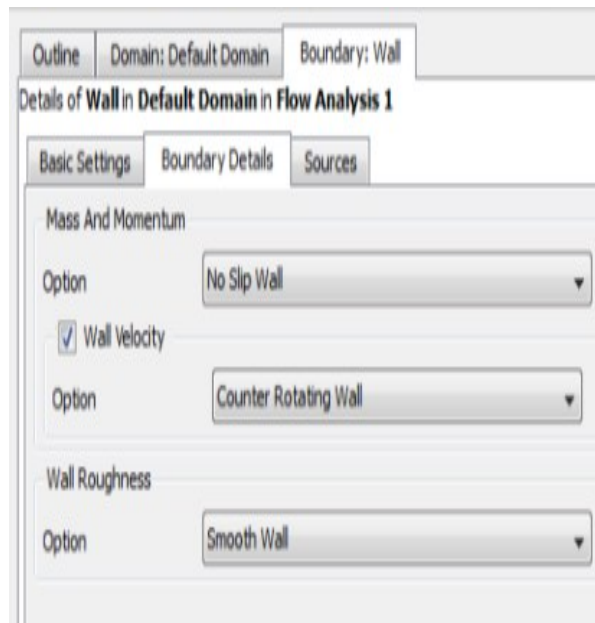 Outline Domain: Default Domain Boundary: Wall
Details of Wall in Default Domain in Flow Analysis 1
Basic Settings Boundary Details Sources
Mass And Momentum
Option No Slip Wall
Wall Velocity
Option Counter Rotating Wall
Wall Roughness
Option Smooth Wall